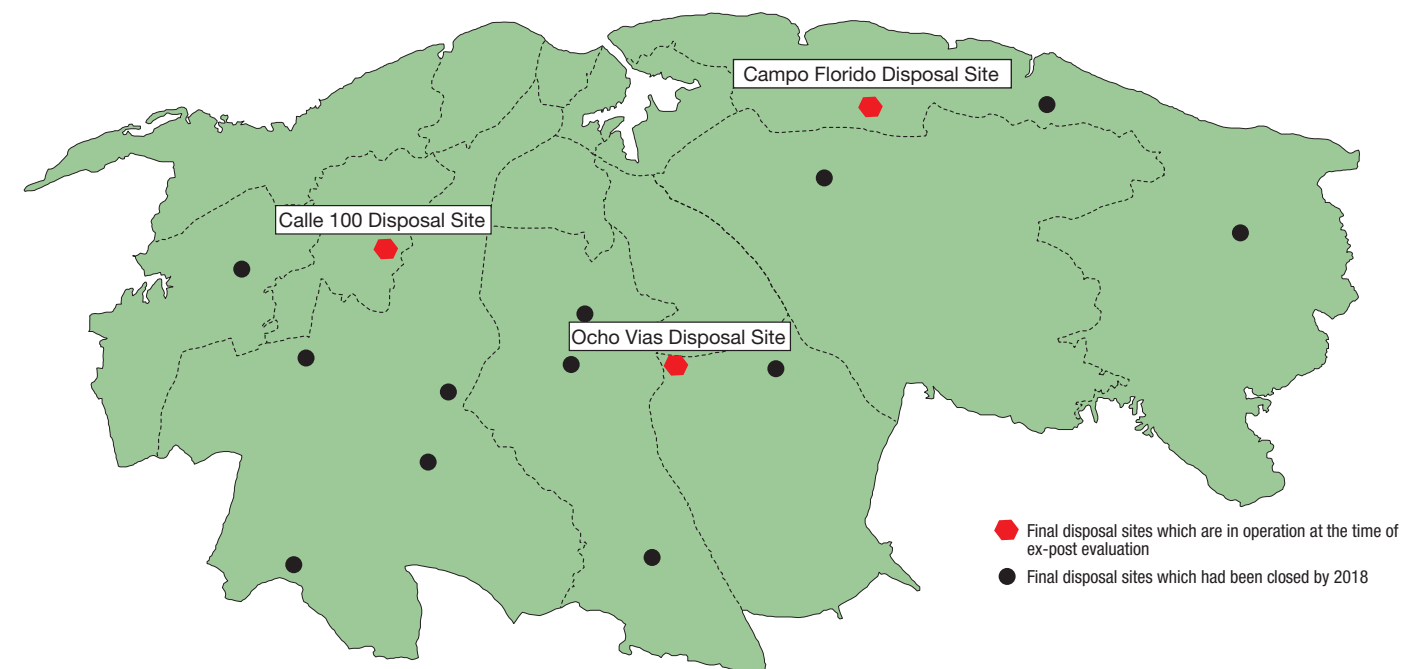 Campo Florido Disposal Site
Calle 100 Disposal Site
Ocho Vias Disposal Site
Final disposal sites which are in operation at the time of
ex-post evaluation
Final disposal sites which had been closed by 2018